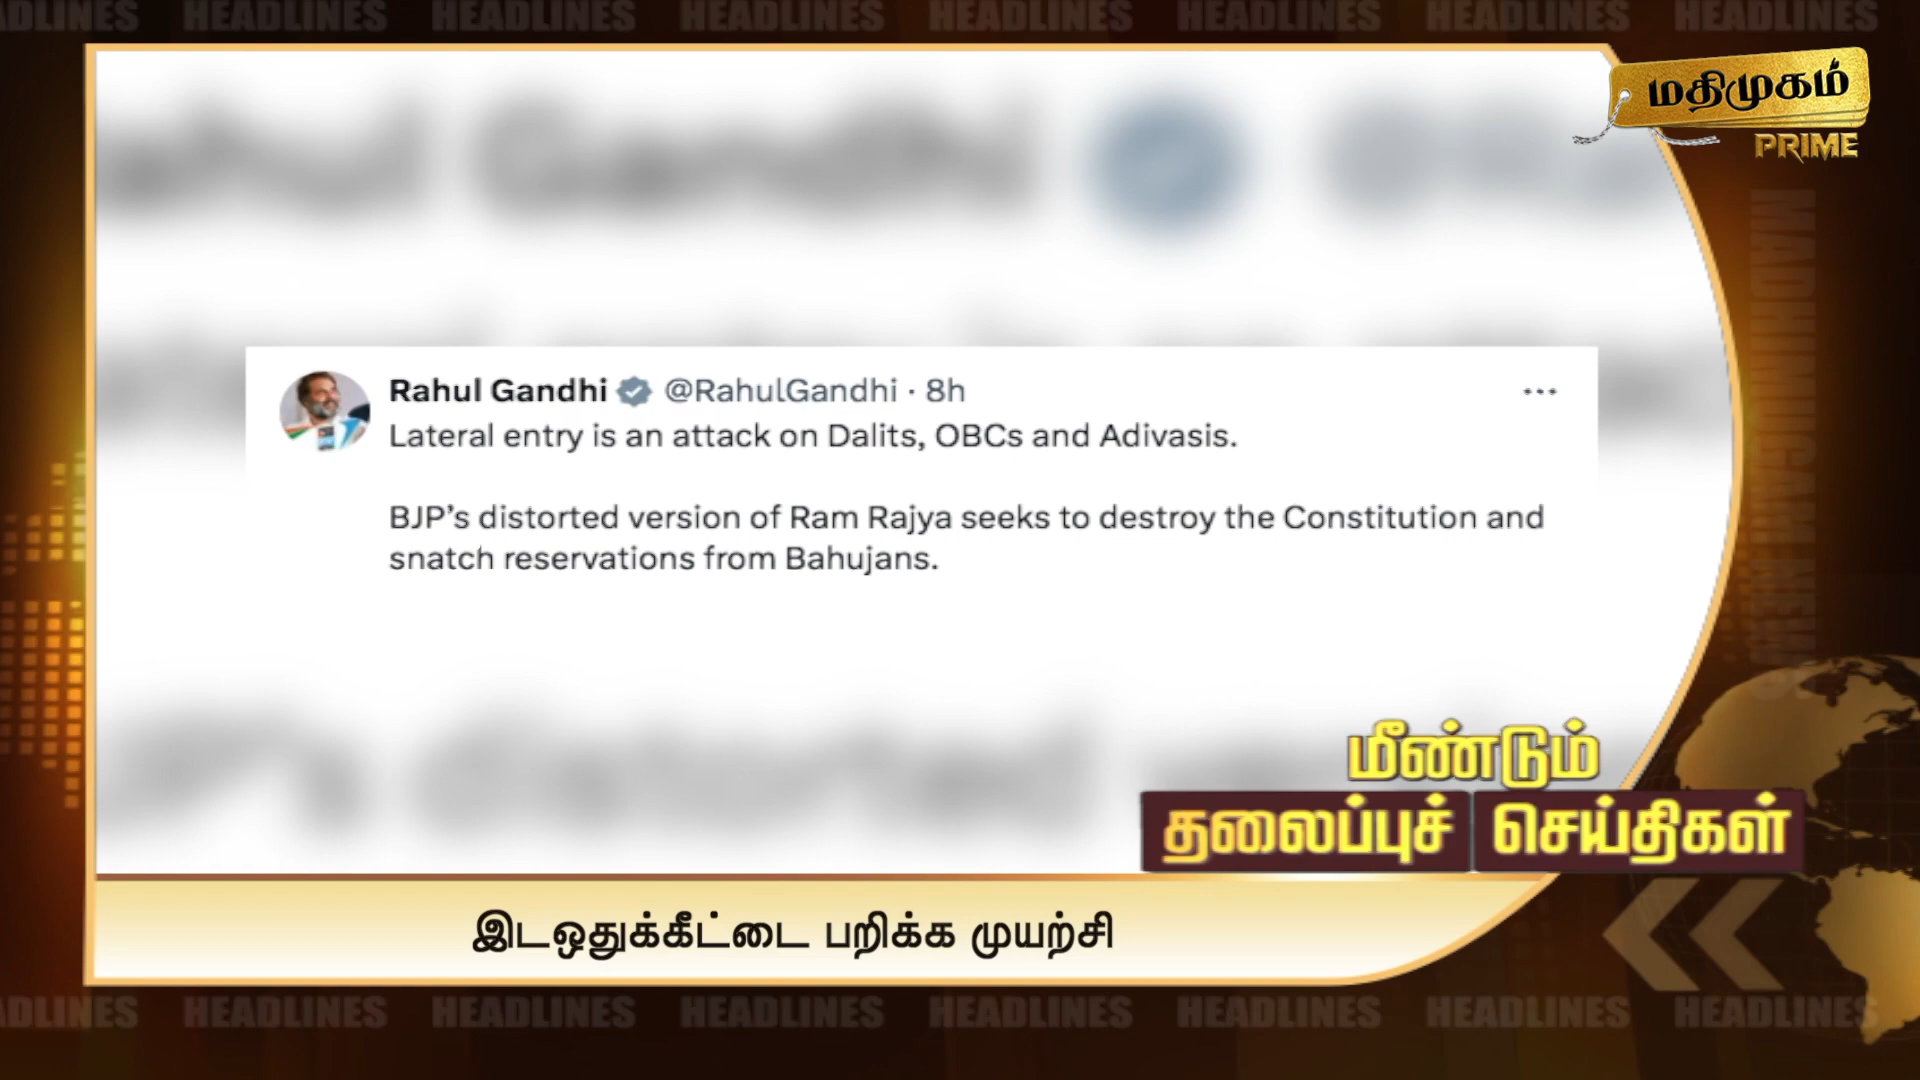 HEADLINES HEADLINES HEADLINES HEADLINES HEADLINES HEADLINES HEADLINES
மதிமுகம்
PRIME
Rahul Gandhi @RahulGandhi · 8h
Lateral entry is an attack on Dalits, OBCs and Adivasis.
BJP's distorted version of Ram Rajya seeks to destroy the Constitution and
snatch reservations from Bahujans.
மீண்டும்
தலைப்புச் செய்திகள்
இடஒதுக்கீட்டை பறிக்க முயற்சி
HEADLINES HEADLINES HEADLINES HEADLINES HEADLINES HEADLINES HEADLINES